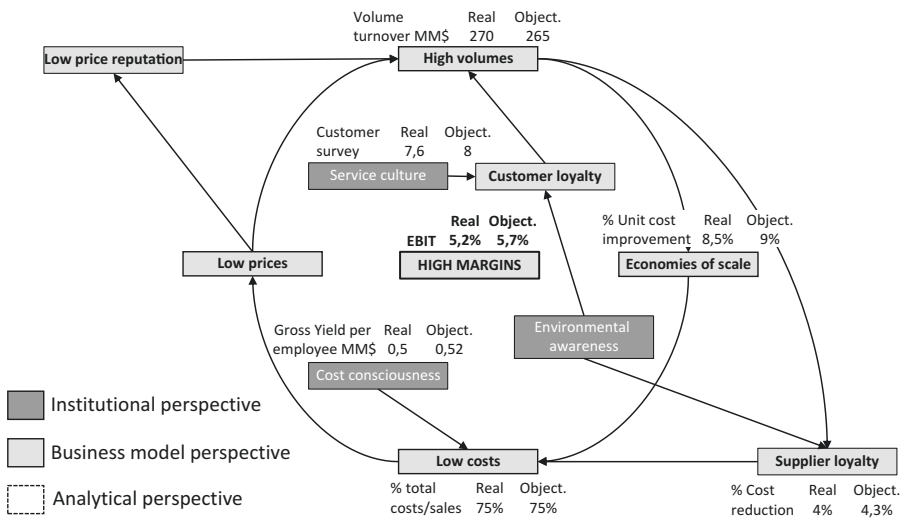 Volume Real Object.
turnover MM$ 270 265
Low price reputation
High volumes
Customer Real Object.
survey 7,6 8
Service culture
Customer loyalty
Real Object.
EBIT 5,2% 5,7%
HIGH MARGINS
% Unit cost Real Object.
improvement 8,5% 9%
Low prices
Economies of scale
Gross Yield per Real Object.
employee MM$ 0,5 0,52
Cost consciousness
Environmental
awareness
Institutional perspective
Business model perspective
Analytical perspective
Low costs
Supplier loyalty
% total Real Object.
costs/sales 75% 75%
% Cost Real Object.
reduction 4% 4,3%